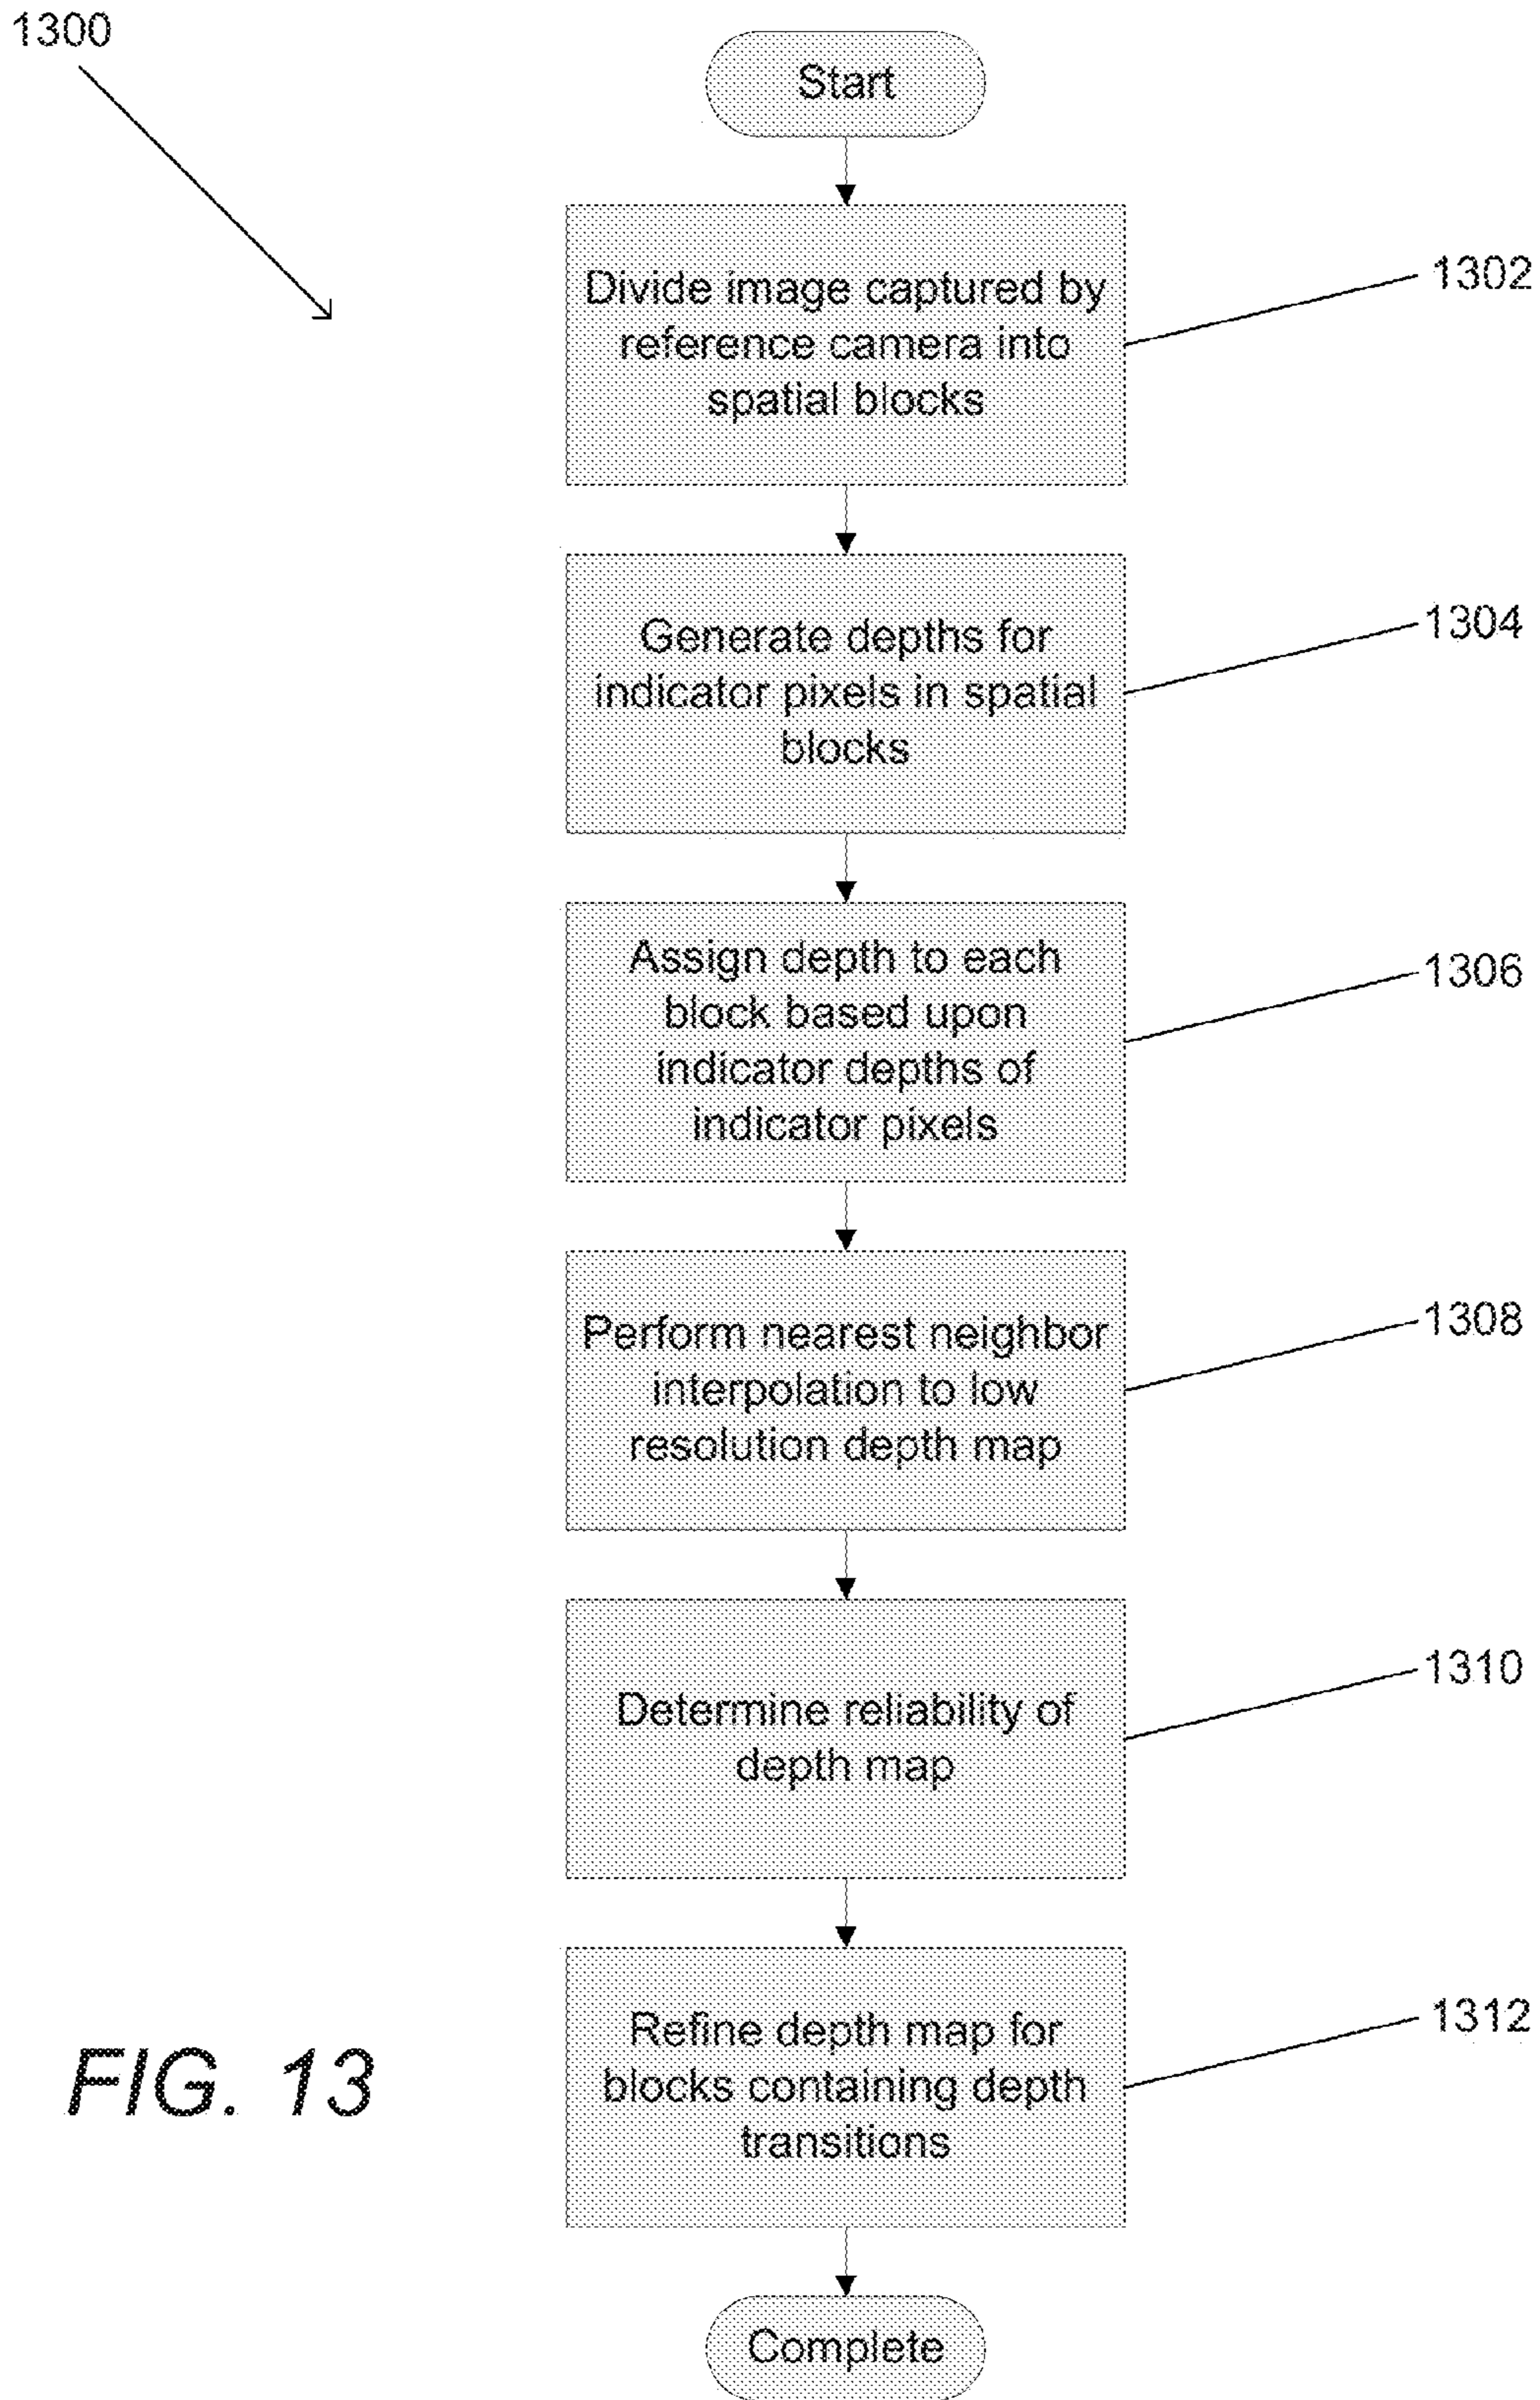 1300
Start
Divide image captured by
reference camera into
spatial blocks
1302
Generate depths for
indicator pixels in spatial
blocks
1304
Assign depth to each
block based upon
indicator depths of
indicator pixels
1306
Perform nearest neighbor
interpolation to low
resolution depth map
1308
Determine reliability of
depth map
1310
Refine depth map for
blocks containing depth
transitions
1312
FIG. 13
Complete